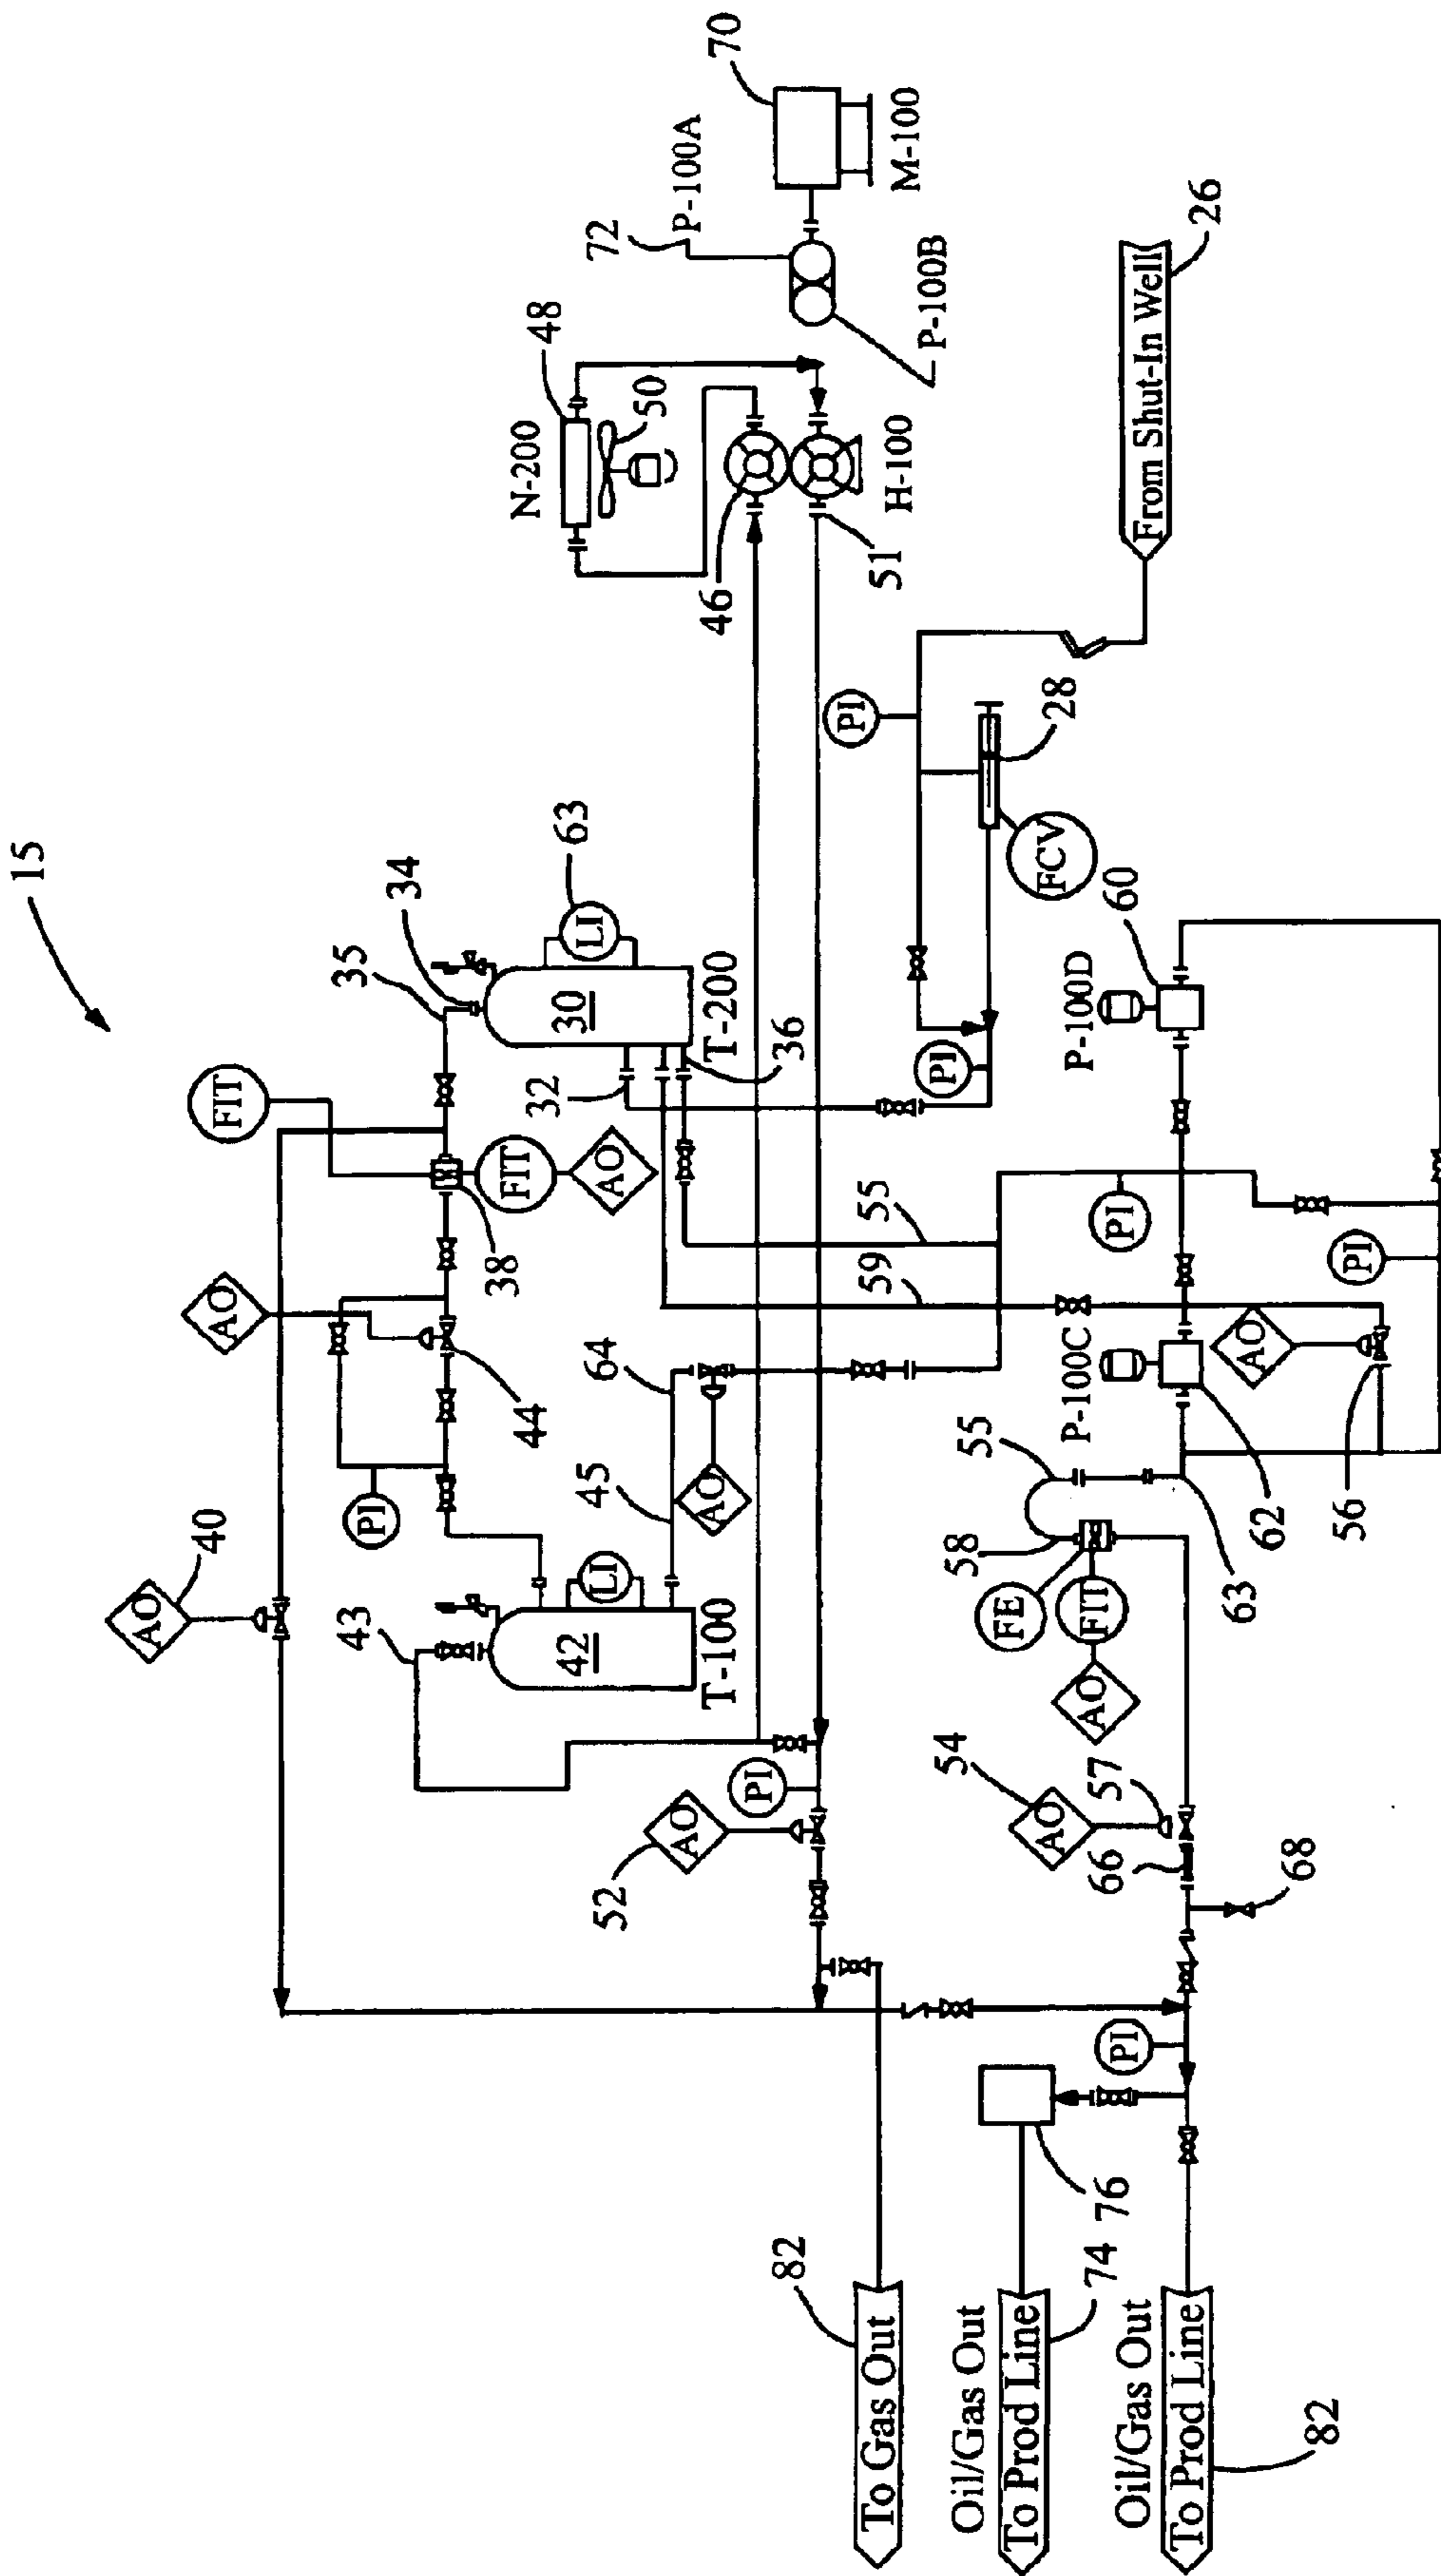 15
70
P-100A
72
M-100
P-100B
48
N-200
50
46
H-100
51
From Shut-In Well
26
PI
28
FCV
PI
35
34
63
LI
30
T-200
32
36
FIT
FIT
AO
38
AO
44
PI
AO
40
43
LI
42
T-100
64
45
AO
59
55
PI
PI
60
P-100D
P-100C
AO
62
56
55
58
63
FE
FIT
AO
PI
AO
52
AO
54
57
66
68
PI
76
82
To Gas Out
Oil/Gas Out
To Prod Line
74
Oil/Gas Out
To Prod Line
82